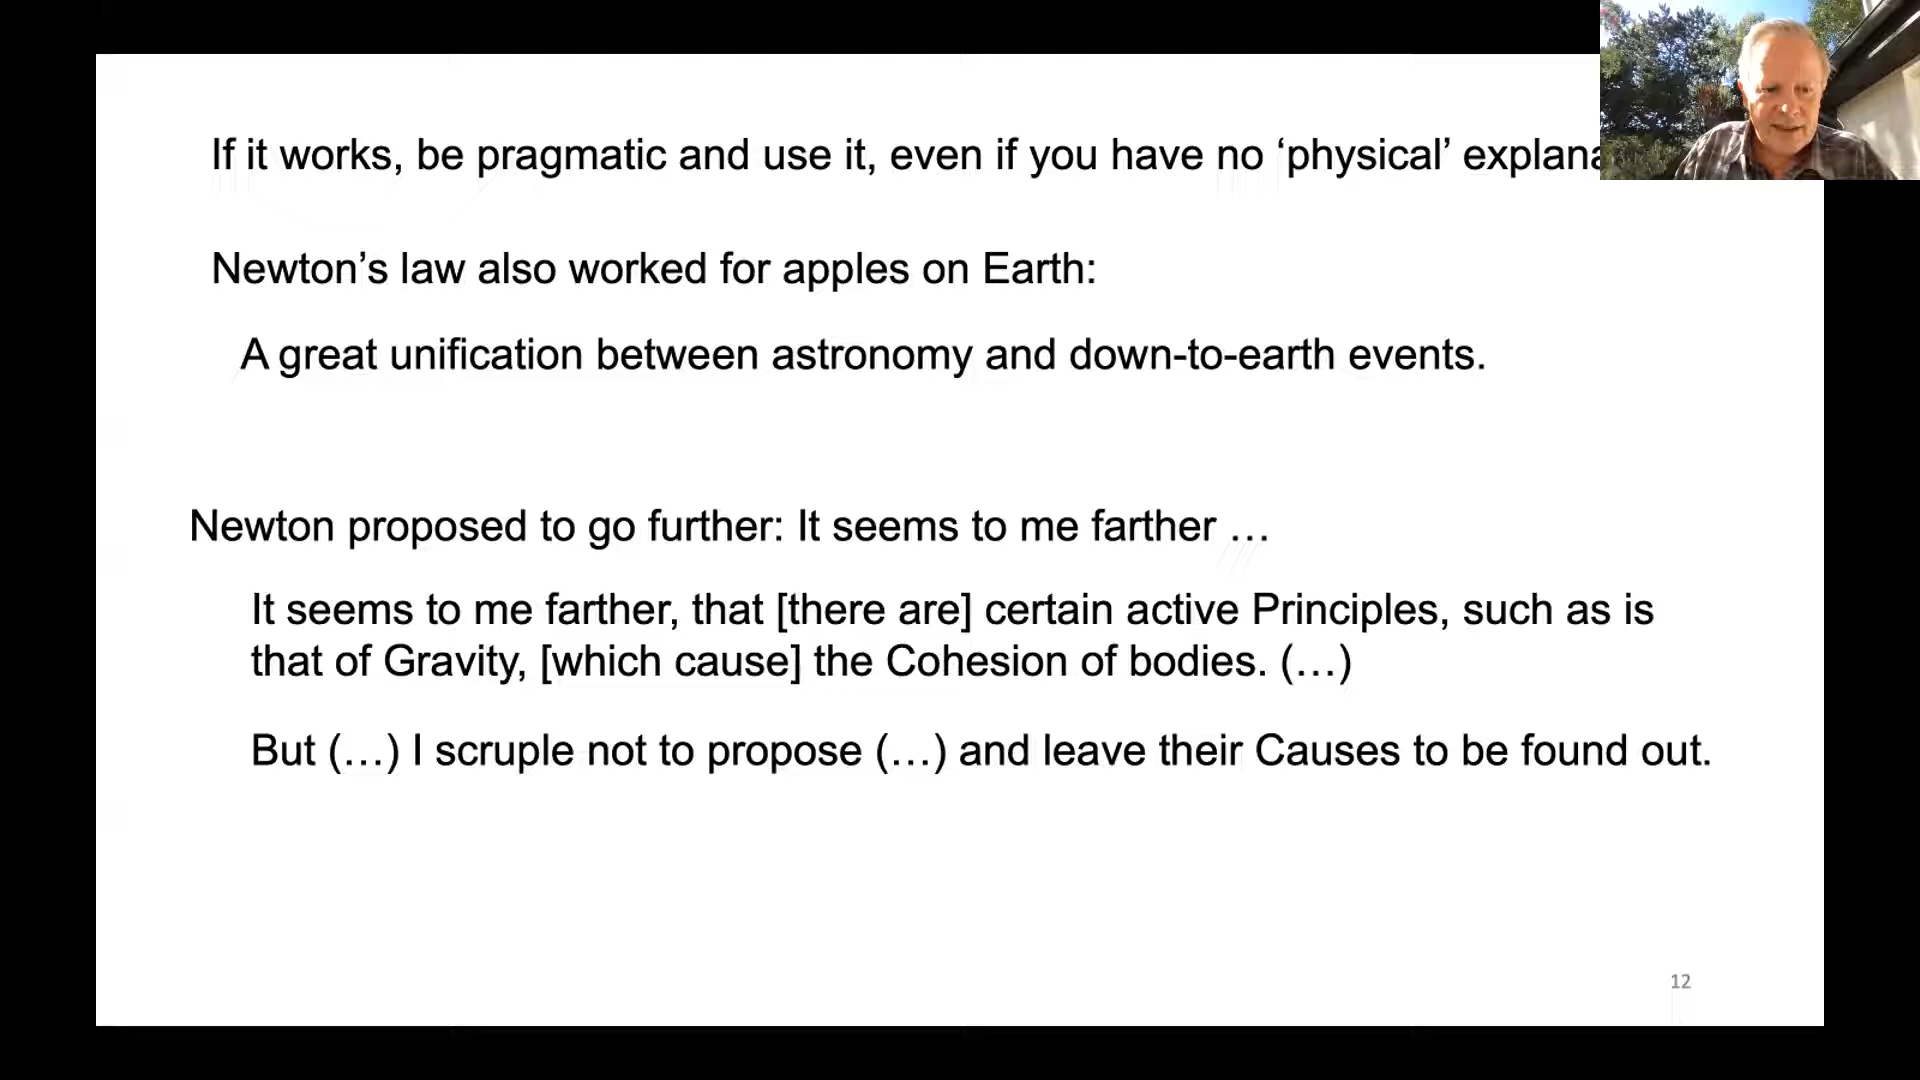 If it works, be pragmatic and use it, even if you have no ‘physical’
Newton’s law also worked for apples on Earth:
A great unification between astronomy and down-to-earth events.
Newton proposed to go further: It seems to me farther …
It seems to me farther, that [there are] certain active Principles, such as is
that of Gravity, [which cause] the Cohesion of bodies. (…)
But (…) I scruple not to propose (…) and leave their Causes to be found out.
12